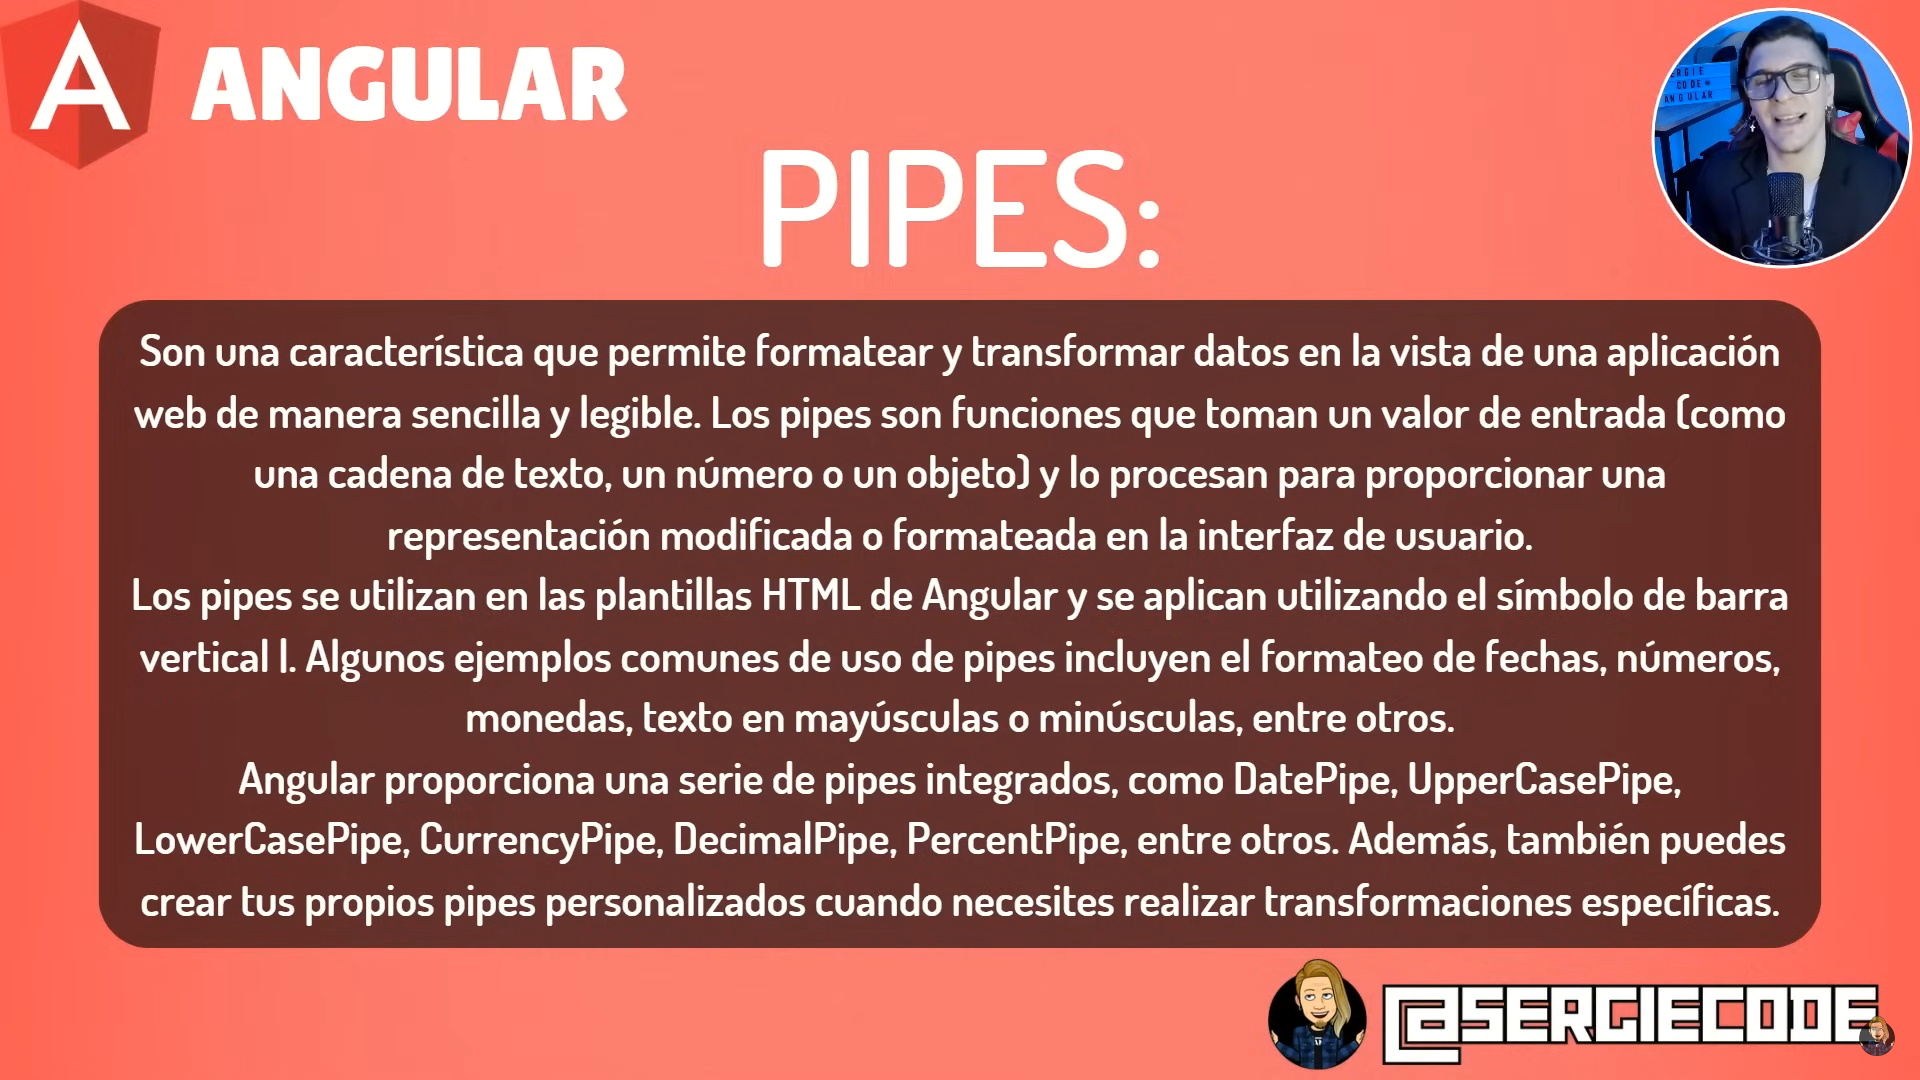 ANGULAR
PIPES:
Son una característica que permite formatear y transformar datos en la vista de una aplicación
web de manera sencilla y legible. Los pipes son funciones que toman un valor de entrada (como
una cadena de texto, un número o un objeto) y lo procesan para proporcionar una
representación modificada o formateada en la interfaz de usuario.
Los pipes se utilizan en las plantillas HTML de Angular y se aplican utilizando el símbolo de barra
vertical |. Algunos ejemplos comunes de uso de pipes incluyen el formateo de fechas, números,
monedas, texto en mayúsculas o minúsculas, entre otros.
Angular proporciona una serie de pipes integrados, como DatePipe, UpperCasePipe,
LowerCasePipe, CurrencyPipe, DecimalPipe, PercentPipe, entre otros. Además, también puedes
crear tus propios pipes personalizados cuando necesites realizar transformaciones específicas.
@SERGIECODE
CODE
ANGULAR